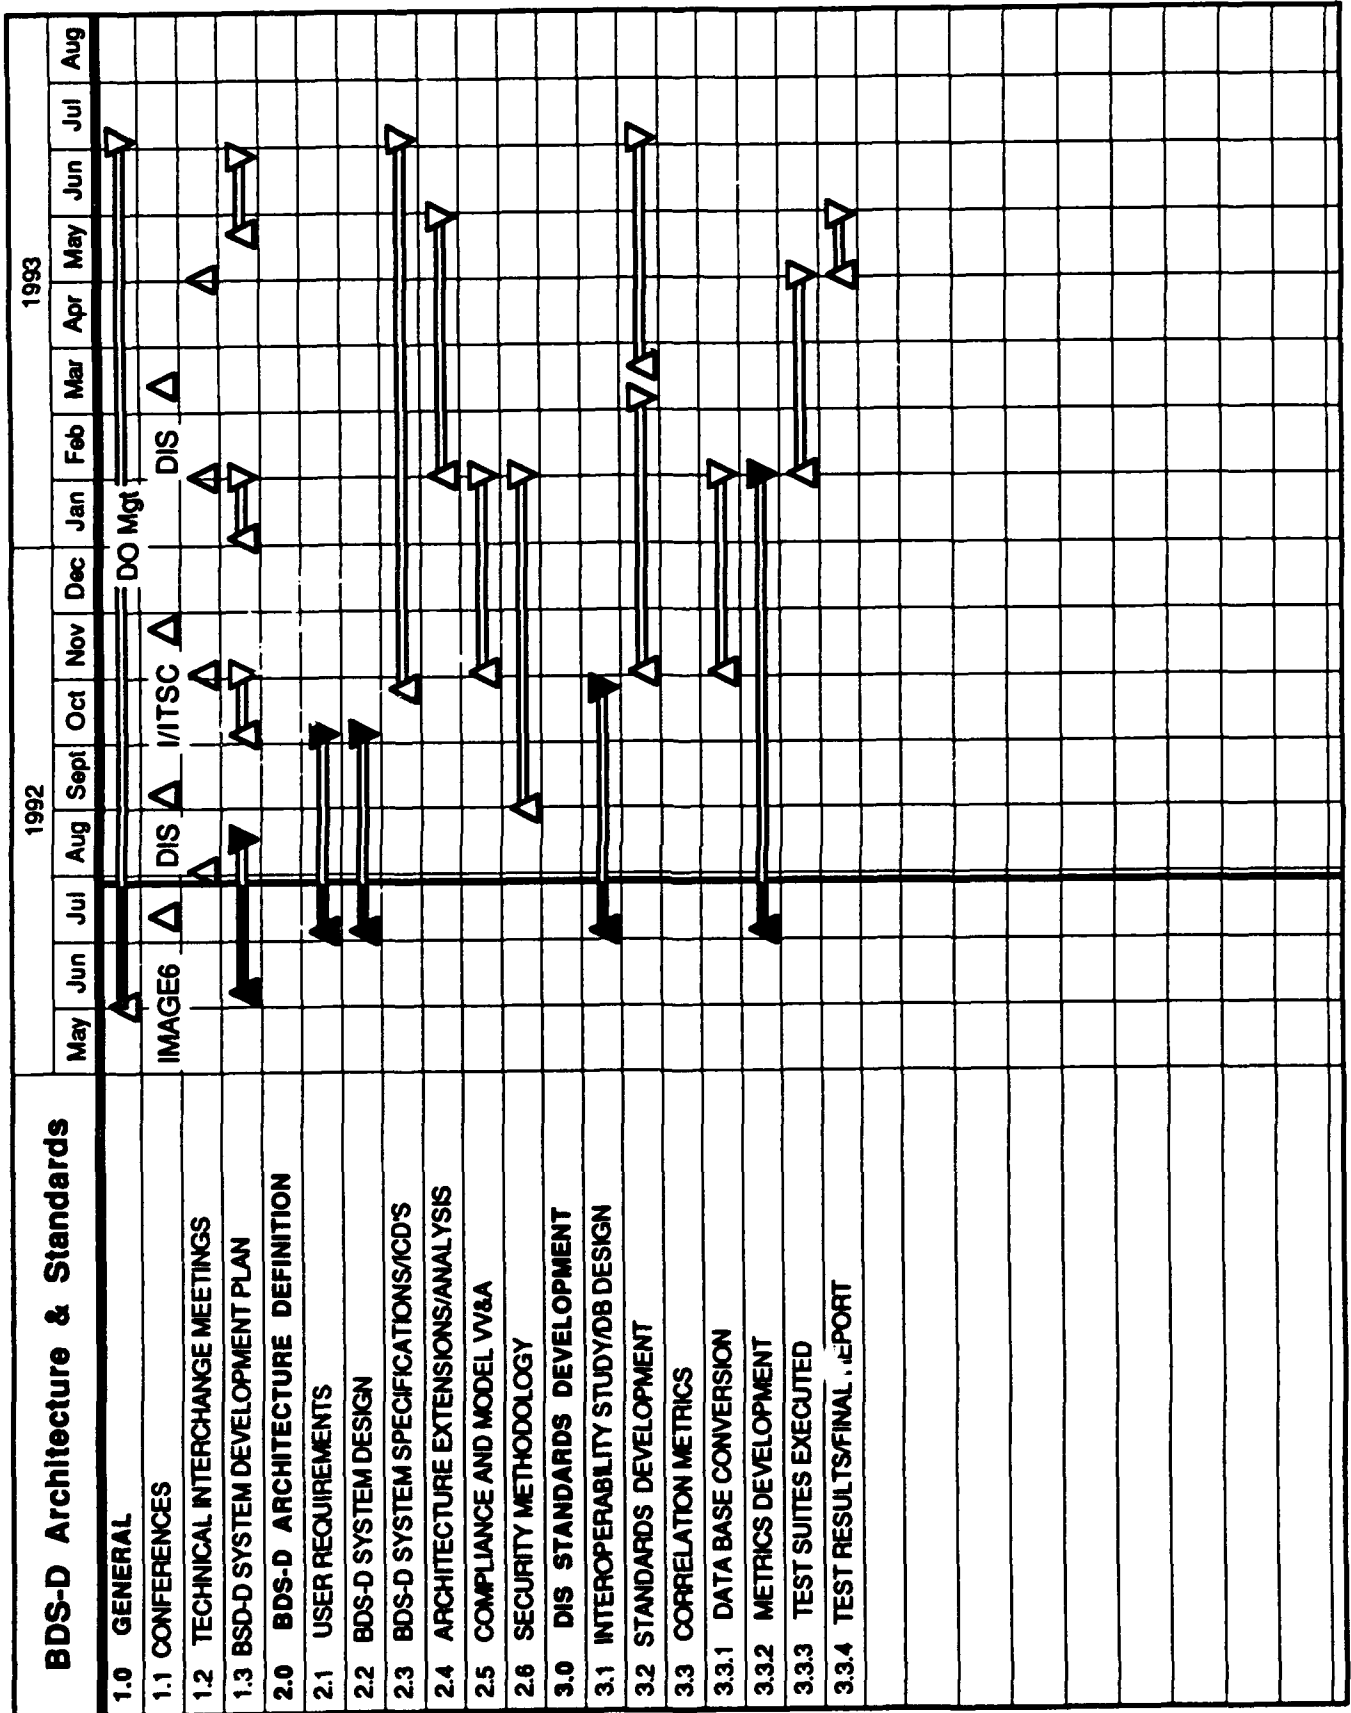 BDS-D Architecture & Standards
1992
1993
May Jun Jul Aug Sept Oct Nov Dec Jan Feb Mar Apr May Jun Jul Aug
1.0 GENERAL
DO Mgt
1.1 CONFERENCES
IMAGE6 DIS I/ITSC DIS
1.2 TECHNICAL INTERCHANGE MEETINGS
1.3 BSD-D SYSTEM DEVELOPMENT PLAN
2.0 BDS-D ARCHITECTURE DEFINITION
2.1 USER REQUIREMENTS
2.2 BDS-D SYSTEM DESIGN
2.3 BDS-D SYSTEM SPECIFICATIONS/ICD'S
2.4 ARCHITECTURE EXTENSIONS/ANALYSIS
2.5 COMPLIANCE AND MODEL VV&A
2.6 SECURITY METHODOLOGY
3.0 DIS STANDARDS DEVELOPMENT
3.1 INTEROPERABILITY STUDY/DB DESIGN
3.2 STANDARDS DEVELOPMENT
3.3 CORRELATION METRICS
3.3.1 DATA BASE CONVERSION
3.3.2 METRICS DEVELOPMENT
3.3.3 TEST SUITES EXECUTED
3.3.4 TEST RESULTS/FINAL REPORT